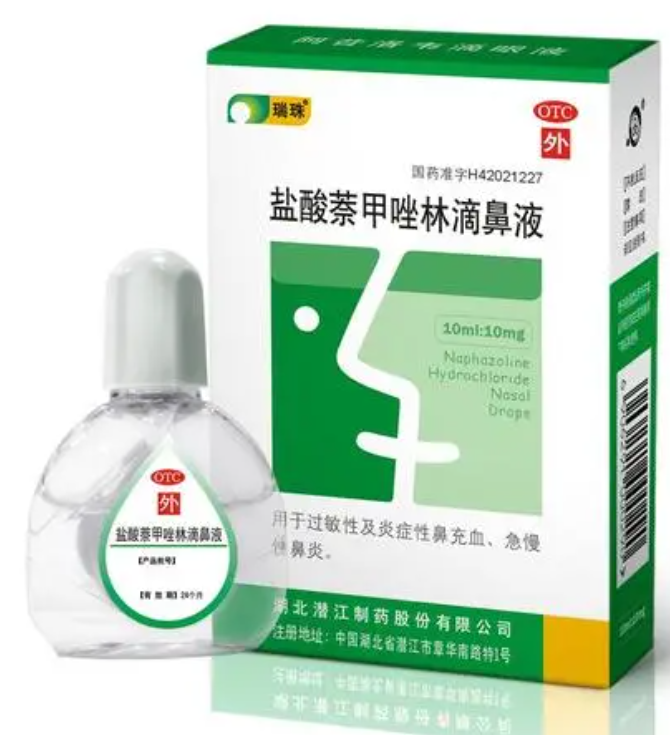 瑞珠®
OTC
外
国药准字H42021227
盐酸萘甲唑林滴鼻液
10ml:10mg
Naphazoline
Hydrochloride
Nasal
Drops
用于过敏性及炎症性鼻充血、急慢
性鼻炎。
湖北潜江制药股份有限公司
注册地址：中国湖北省潜江市章华南路特1号
OTC
外
盐酸萘甲唑林滴鼻液
【产品批号】
【有 效 期】24个月